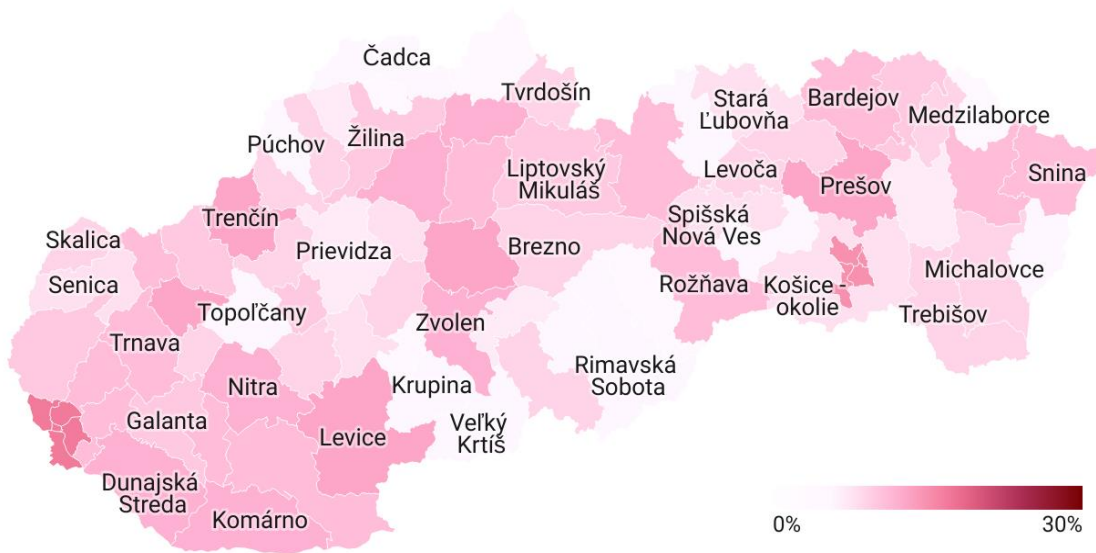 Čadca
Tvrdošín
Stará
Ľubovňa
Bardejov
Medzilaborce
Púchov
Žilina
Liptovský
Mikuláš
Levoča
Prešov
Snina
Trenčín
Spišská
Nová Ves
Skalica
Prievidza
Brezno
Senica
Topoľčany
Zvolen
Rožňava
Košice -
okolie
Michalovce
Trebišov
Trnava
Nitra
Krupina
Rimavská
Sobota
Galanta
Levice
Veľký
Krtíš
Dunajská
Streda
Komárno
0%
30%